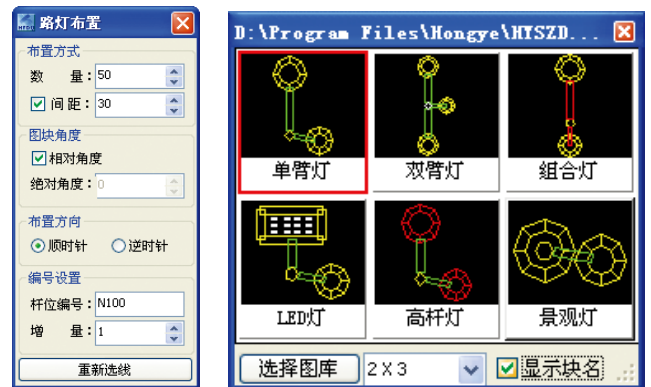 路灯布置
布置方式
数 量：50
间距：30
图块角度
相对角度
绝对角度：0
布置方向
顺时针 逆时针
编号设置
杆位编号：N100
增 量：1
重新选线
D:\Program Files\Hongye\HYSZD...
单臂灯 双臂灯 组合灯
LED灯 高杆灯 景观灯
选择图库 2X3 显示块名